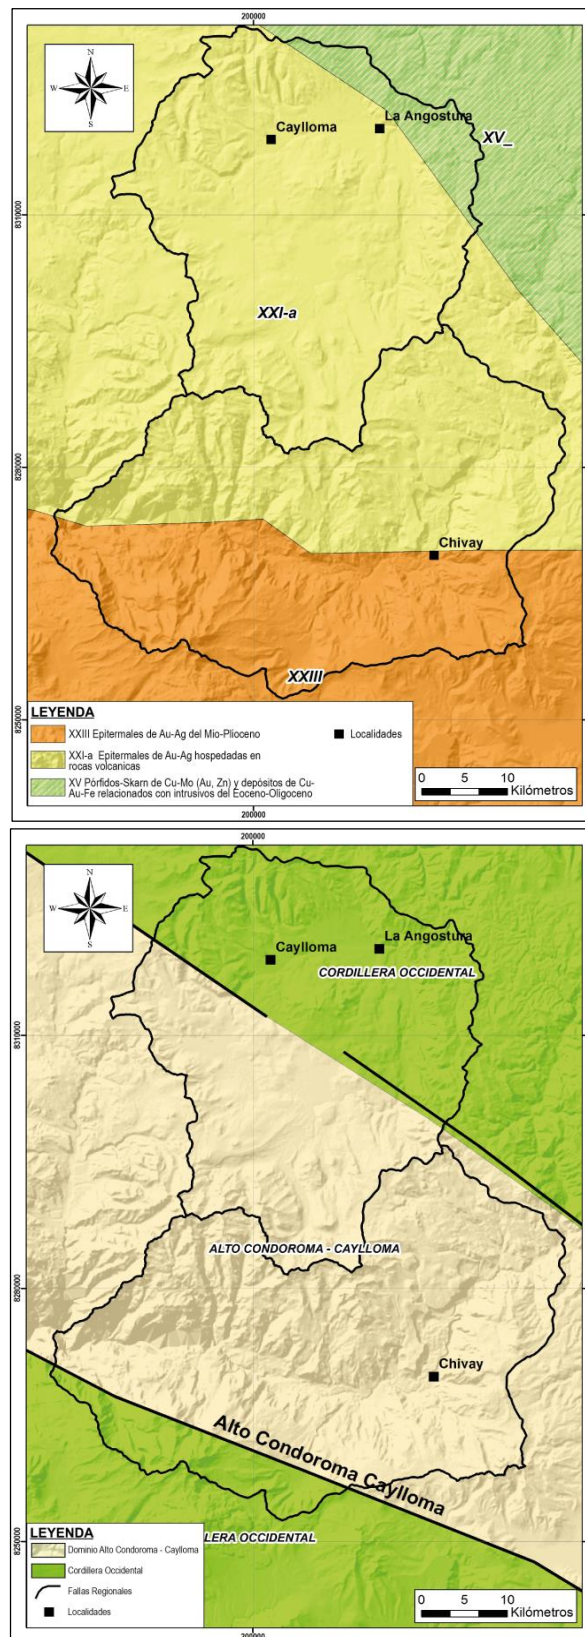 200000
N
W E
S
Caylloma
La Angostura
XV_
8310000
XXI-a
8280000
Chivay
XXIII
LEYENDA
XXIII Epitermales de Au-Ag del Mio-Plioceno
Localidades
XXI-a Epitermales de Au-Ag hospedadas en
rocas volcanicas
XV Pórfidos-Skarn de Cu-Mo (Au, Zn) y depósitos de Cu-
Au-Fe relacionados con intrusivos del Eoceno-Oligoceno
8250000
0 5 10
Kilómetros
200000
200000
N
W E
S
Caylloma
La Angostura
CORDILLERA OCCIDENTAL
8310000
ALTO CONDOROMA - CAYLLOMA
8280000
Chivay
Alto Condoroma Caylloma
LLERA OCCIDENTAL
8250000
LEYENDA
Dominio Alto Condoroma - Caylloma
Cordillera Occidental
Fallas Regionales
Localidades
0 5 10
Kilómetros
200000